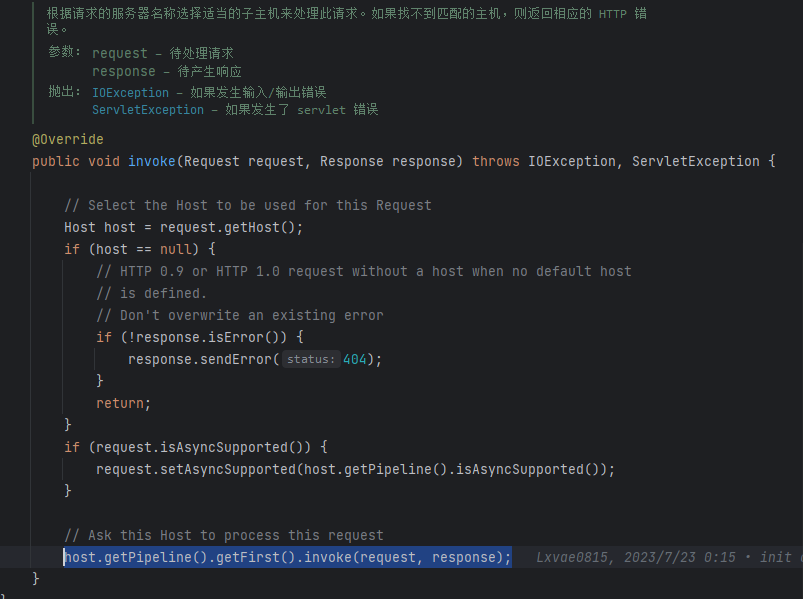 根据请求的服务器名称选择适当的子主机来处理此请求。如果找不到匹配的主机，则返回相应的 HTTP 错
误。
参数: request – 待处理请求
response – 待产生响应
抛出: IOException – 如果发生输入/输出错误
ServletException – 如果发生了 servlet 错误
@Override
public void invoke(Request request, Response response) throws IOException, ServletException {
// Select the Host to be used for this Request
Host host = request.getHost();
if (host == null) {
// HTTP 0.9 or HTTP 1.0 request without a host when no default host
// is defined.
// Don't overwrite an existing error
if (!response.isError()) {
response.sendError( status: 404);
}
return;
}
if (request.isAsyncSupported()) {
request.setAsyncSupported(host.getPipeline().isAsyncSupported());
}
// Ask this Host to process this request
host.getPipeline().getFirst().invoke(request, response); Lxvae0815, 2023/7/23 0:15 • init
}